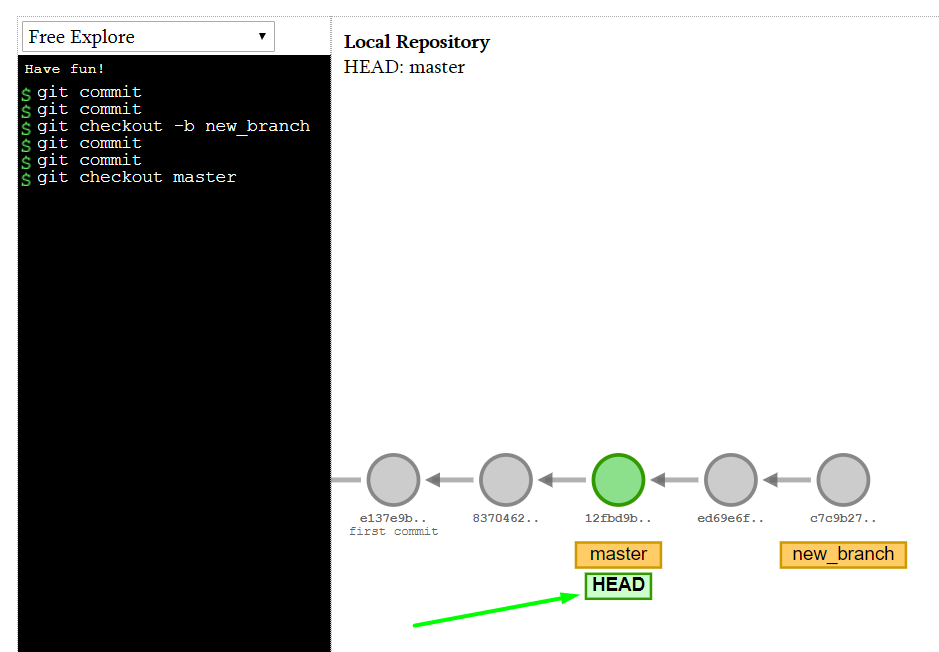 Free Explore
Have fun!
$ git commit
$ git commit
$ git checkout -b new_branch
$ git commit
$ git commit
$ git checkout master
Local Repository
HEAD: master
e137e9b.. 8370462.. 12fbd9b.. ed69e6f.. c7c9b27..
first commit
master new_branch
HEAD